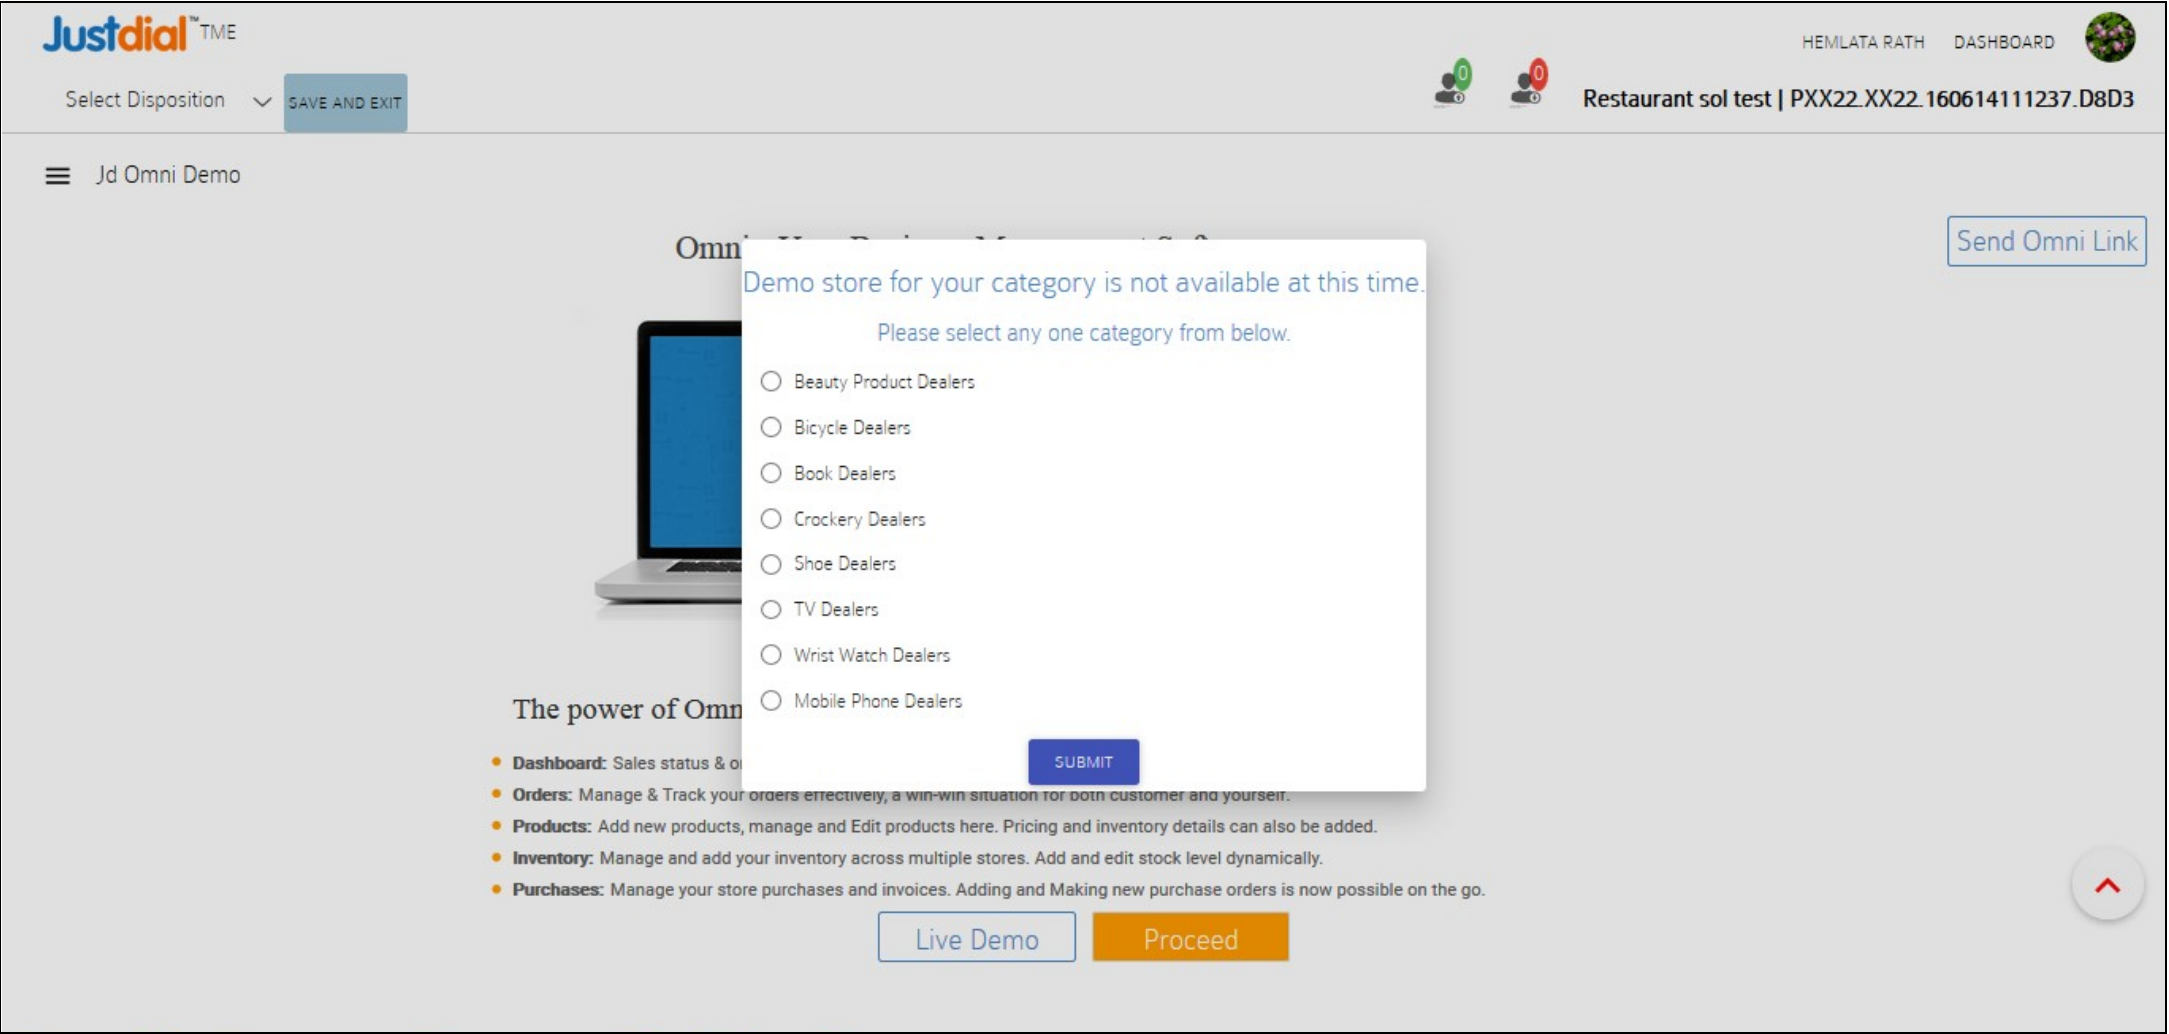 Justdial™ TME
HEMLATA RATH DASHBOARD
Select Disposition SAVE AND EXIT
0 0
Restaurant sol test | PXX22.XX22.160614111237.D8D3
Jd Omni Demo
Send Omni Link
Demo store for your category is not available at this time.
Please select any one category from below.
Beauty Product Dealers
Bicycle Dealers
Book Dealers
Crockery Dealers
Shoe Dealers
TV Dealers
Wrist Watch Dealers
Mobile Phone Dealers
SUBMIT
The power of Omn
Dashboard: Sales status &
Orders: Manage & Track your orders effectively, a win-win situation for both customer and yourself.
Products: Add new products, manage and Edit products here. Pricing and inventory details can also be added.
Inventory: Manage and add your inventory across multiple stores. Add and edit stock level dynamically.
Purchases: Manage your store purchases and invoices. Adding and Making new purchase orders is now possible on the go.
Live Demo Proceed